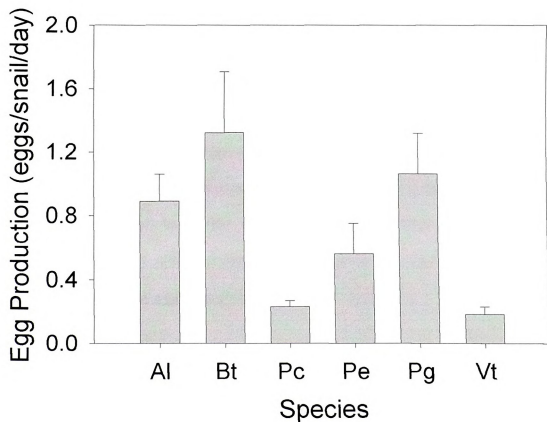 Egg Production (eggs/snail/day)
2.0
1.6
1.2
0.8
0.4
0.0
Al Bt Pc Pe Pg Vt
Species